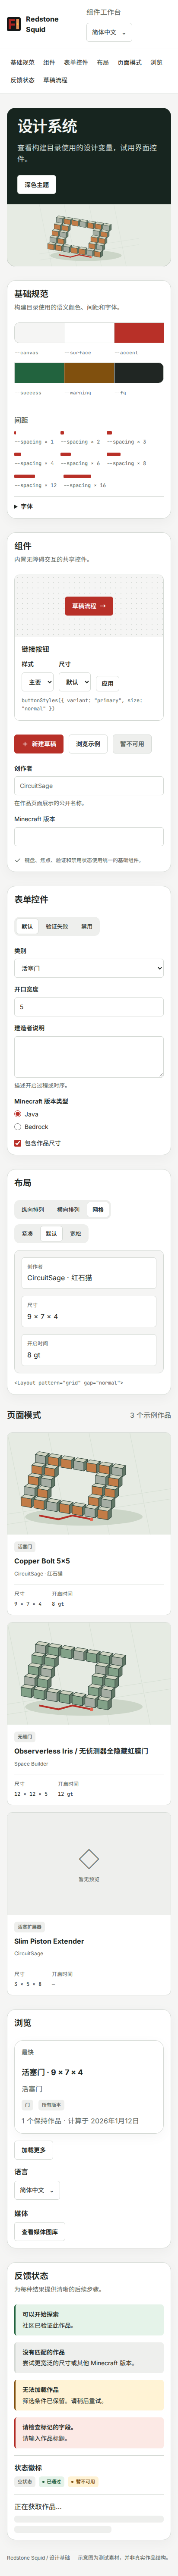 Redstone
Squid
组件工作台
简体中文
基础规范 组件 表单控件 布局 页面模式 浏览
反馈状态 草稿流程
设计系统
查看构建目录使用的设计变量，试用界面控件。
深色主题
基础规范
构建目录使用的语义颜色、间距和字体。
--canvas --surface --accent
--success --warning --fg
间距
--spacing × 1 --spacing × 2 --spacing × 3
--spacing × 4 --spacing × 6 --spacing × 8
--spacing × 12 --spacing × 16
字体
组件
内置无障碍交互的共享控件。
草稿流程 →
链接按钮
样式 尺寸
主要 默认 应用
buttonStyles({ variant: "primary", size:
"normal" })
新建草稿 浏览示例 暂不可用
创作者
CircuitSage
在作品页面展示的公开名称。
Minecraft 版本
键盘、焦点、验证和禁用状态使用统一的基础组件。
表单控件
默认 验证失败 禁用
类别
活塞门
开口宽度
5
建造者说明
描述开启过程或时序。
Minecraft 版本类型
Java
Bedrock
包含作品尺寸
布局
纵向排列 横向排列 网格
紧凑 默认 宽松
创作者
CircuitSage · 红石猫
尺寸
9 × 7 × 4
开启时间
8 gt
<Layout pattern="grid" gap="normal">
页面模式 3 个示例作品
活塞门
Copper Bolt 5×5
CircuitSage · 红石猫
尺寸 开启时间
9 × 7 × 4 8 gt
无缝门
Observerless Iris / 无侦测器全隐藏虹膜门
Space Builder
尺寸 开启时间
12 × 12 × 5 12 gt
暂无预览
活塞扩展器
Slim Piston Extender
CircuitSage
尺寸 开启时间
3 × 5 × 8 —
浏览
最快
活塞门 · 9 × 7 × 4
活塞门
门 所有版本
1 个保持作品 · 计算于 2026年1月12日
加载更多
语言
简体中文
媒体
查看媒体图库
反馈状态
为每种结果提供清晰的后续步骤。
可以开始探索
社区已验证此作品。
没有匹配的作品
尝试更宽泛的尺寸或其他 Minecraft 版本。
无法加载作品
筛选条件已保留。请稍后重试。
请检查标记的字段。
请输入作品标题。
状态徽标
空状态 已通过 暂不可用
正在获取作品…
Redstone Squid / 设计基础 示意图为测试素材，并非真实作品结构。